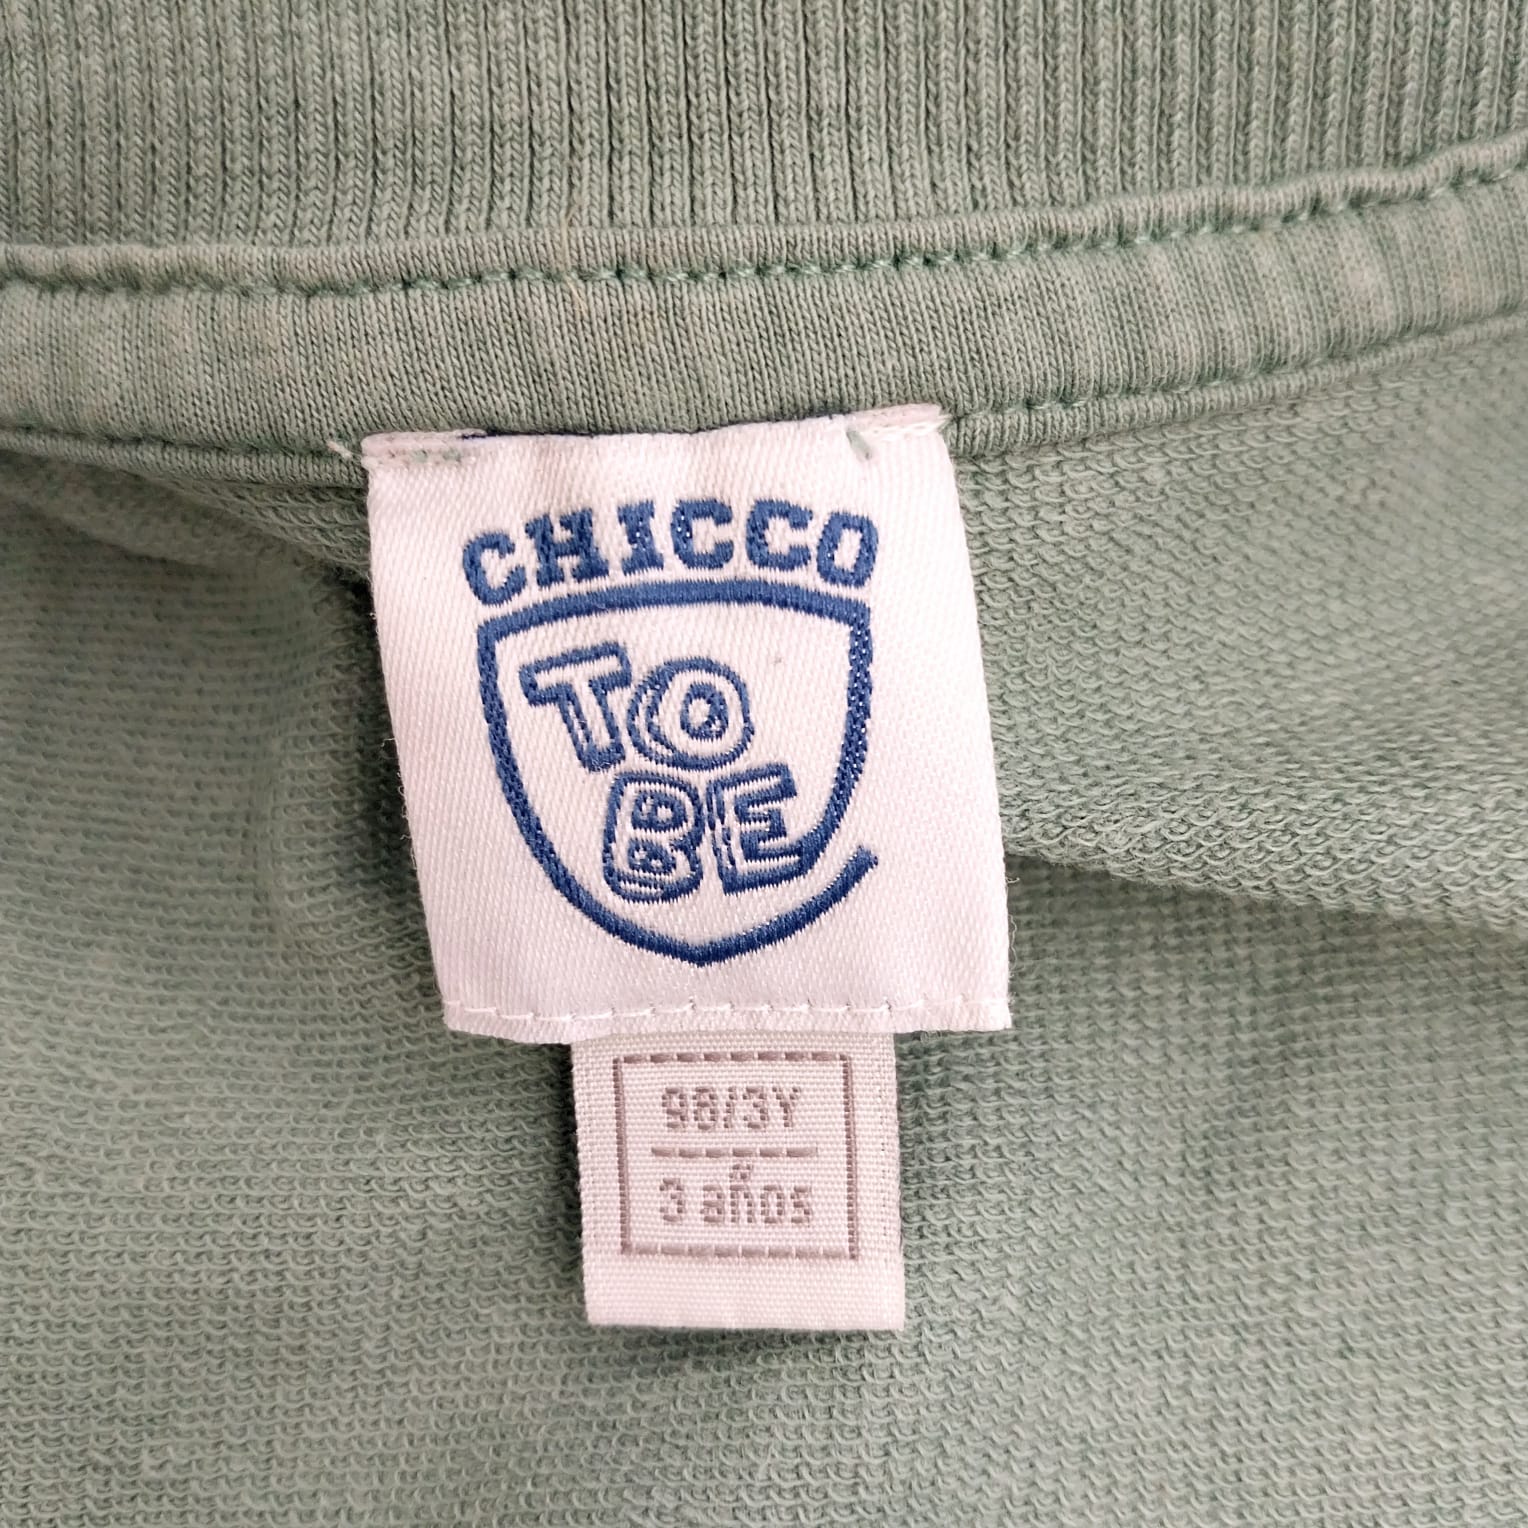 CHICCO
TO
BE
98/3Y
3 años